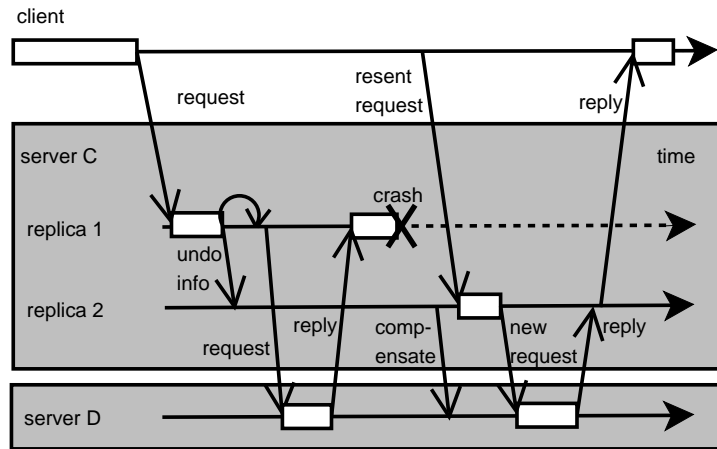 client
request
resent
request
reply
server C
time
crash
replica 1
undo
info
replica 2
request
reply
comp-
ensate
new
request
reply
server D